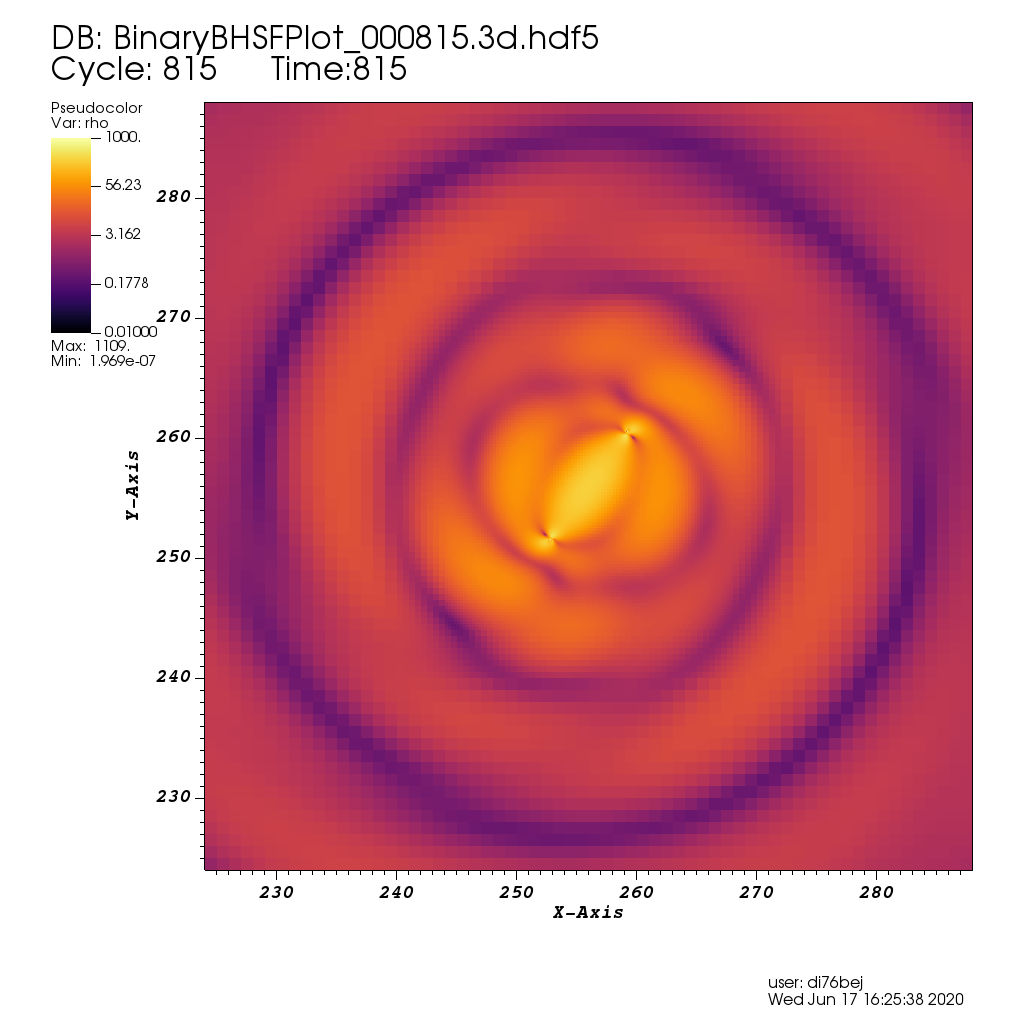 DB: BinaryBHSFPlot_000815.3d.hdf5
Cycle: 815 Time:815
Pseudocolor
Var: rho
1000.
56.23
3.162
0.1778
0.01000
Max: 1109.
Min: 1.969e-07
280
270
260
250
240
230
Y-Axis
230 240 250 260 270 280
X-Axis
user: di76bej
Wed Jun 17 16:25:38 2020